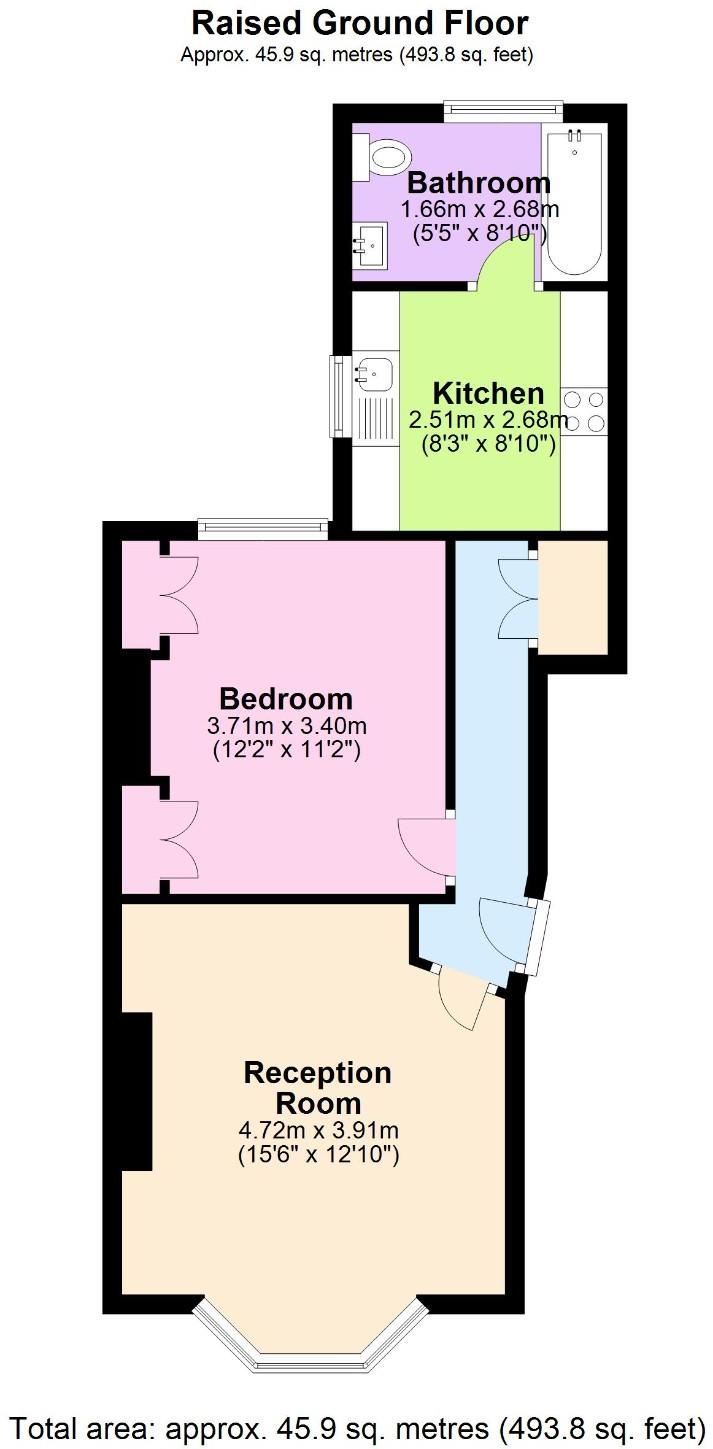 Raised Ground Floor
Approx. 45.9 sq. metres (493.8 sq. feet)
Bathroom
1.66m x 2.68m
(5'5" x 8'10")
Kitchen
2.51m x 2.68m
(8'3" x 8'10")
Bedroom
3.71m x 3.40m
(12'2" x 11'2")
Reception
Room
4.72m x 3.91m
(15'6" x 12'10")
Total area: approx. 45.9 sq. metres (493.8 sq. feet)